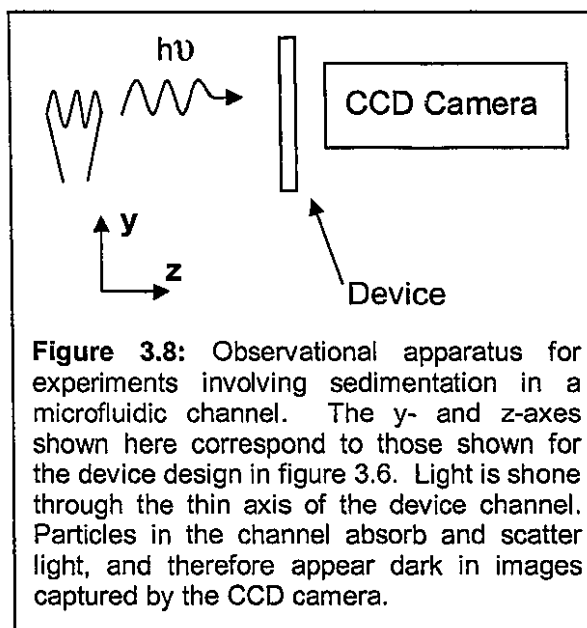 hυ
CCD Camera
y
z
Device
Figure 3.8: Observational apparatus for
experiments involving sedimentation in a
microfluidic channel. The y- and z-axes
shown here correspond to those shown for
the device design in figure 3.6. Light is shone
through the thin axis of the device channel.
Particles in the channel absorb and scatter
light, and therefore appear dark in images
captured by the CCD camera.